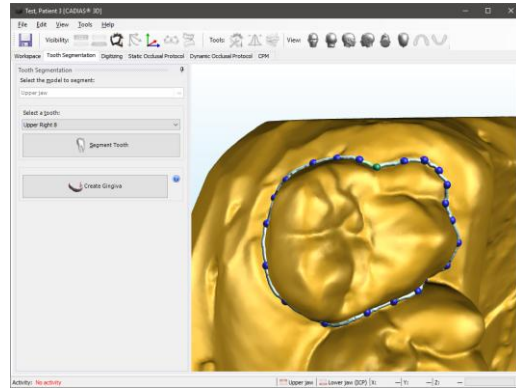 Test, Patient 3 [CADIAS® 3D]
File Edit View Tools Help
Visibility: Tools: View:
Workspace Tooth Segmentation Digitizing Static Occlusal Protocol Dynamic Occlusal Protocol CPM
Tooth Segmentation
Select the model to segment:
Upper jaw
Select a tooth:
Upper Right 8
Segment Tooth
Create Gingiva
Activity: No activity Upper jaw Lower jaw (ICP) X: — Y: — Z: —